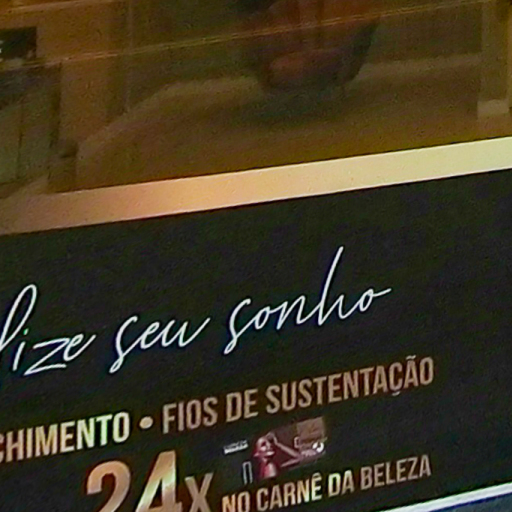 lize seu sonho
CHIMENTO • FIOS DE SUSTENTAÇÃO
24x NO CARNÊ DA BELEZA